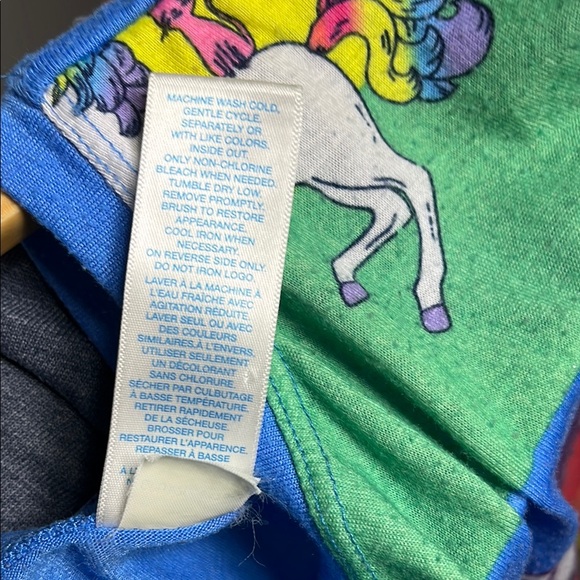 MACHINE WASH COLD,
GENTLE CYCLE.
SEPARATELY OR
WITH LIKE COLORS,
INSIDE OUT.
ONLY NON-CHLORINE
BLEACH WHEN NEEDED.
TUMBLE DRY LOW,
REMOVE PROMPTLY.
BRUSH TO RESTORE
APPEARANCE.
COOL IRON WHEN
NECESSARY.
ON REVERSE SIDE ONLY.
DO NOT IRON LOGO.
LAVER À LA MACHINE À
L'EAU FRAÎCHE AVEC
AGITATION RÉDUITE.
LAVER SEUL OU AVEC
DES COULEURS
SIMILAIRES.À L'ENVERS.
UTILISER SEULEMENT
UN DÉCOLORANT
SANS CHLORURE
SÉCHER PAR CULBUTAGE
À BASSE TEMPÉRATURE.
RETIRER RAPIDEMENT
DE LA SÉCHEUSE.
BROSSER POUR
RESTAURER L'APPARENCE.
REPASSER À BASSE